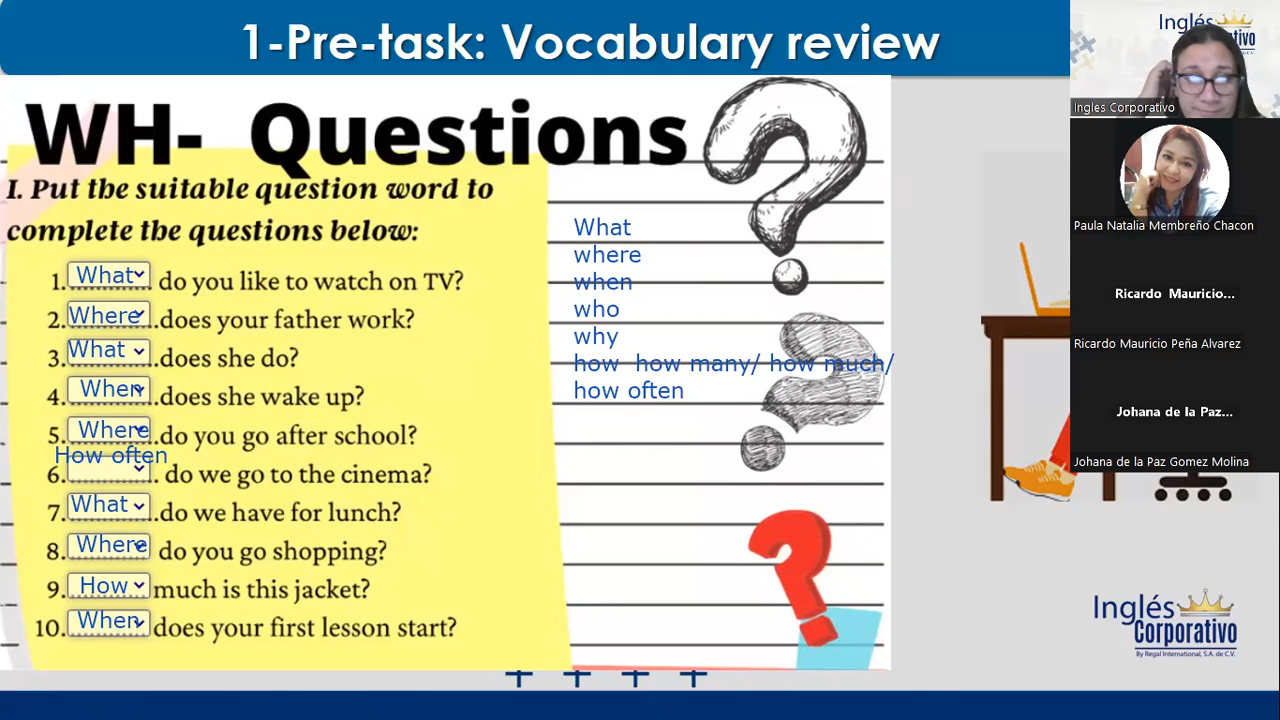 1-Pre-task: Vocabulary review
WH- Questions
I. Put the suitable question word to
complete the questions below:
1. What do you like to watch on TV?
2. Where does your father work?
3. What does she do?
4. When does she wake up?
5. Where do you go after school?
How often
6. do we go to the cinema?
7. What do we have for lunch?
8. Where do you go shopping?
9. How much is this jacket?
10. When does your first lesson start?
What
where
when
who
why
how how many/ how much/
how often
Inglés
Corporativo
Ingles Corporativo
Paula Natalia Membreño Chacon
Ricardo Mauricio...
Ricardo Mauricio Peña Alvarez
Johana de la Paz...
Johana de la Paz Gomez Molina
Inglés
Corporativo
By Regal International, S.A. de C.V.